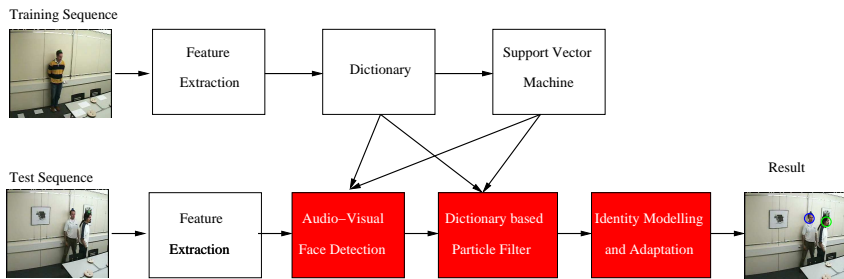 Training Sequence
Feature
Extraction
Dictionary
Support Vector
Machine
Test Sequence
Feature
Extraction
Audio–Visual
Face Detection
Dictionary based
Particle Filter
Identity Modelling
and Adaptation
Result